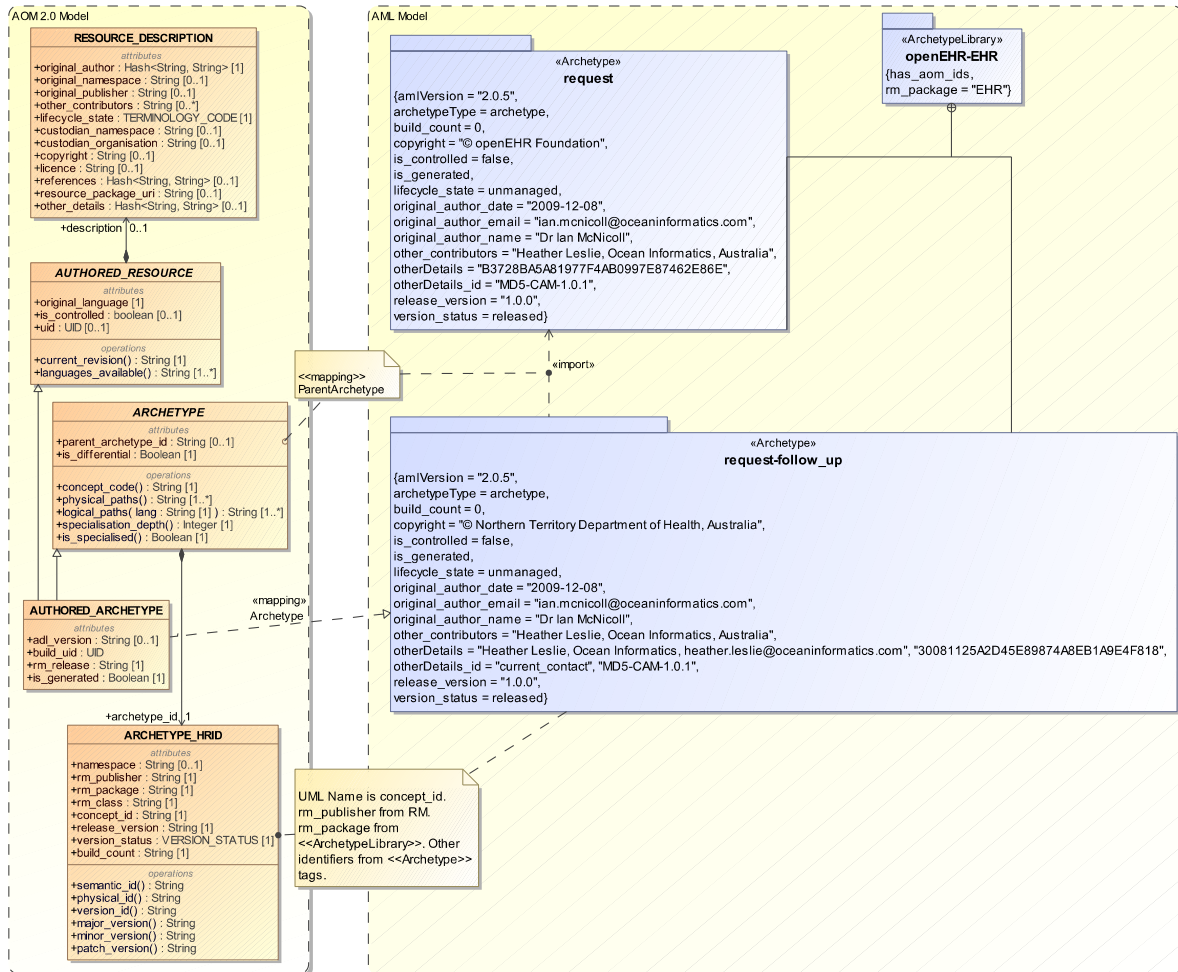 AOM 2.0 Model
RESOURCE_DESCRIPTION
attributes
+original_author : Hash<String, String> [1]
+original_namespace : String [0..1]
+original_publisher : String [0..1]
+other_contributors : String [0..*]
+lifecycle_state : TERMINOLOGY_CODE [1]
+custodian_namespace : String [0..1]
+custodian_organisation : String [0..1]
+copyright : String [0..1]
+licence : String [0..1]
+references : Hash<String, String> [0..1]
+resource_package_uri : String [0..1]
+other_details : Hash<String, String> [0..1]
+description 0..1
AUTHORED_RESOURCE
attributes
+original_language [1]
+is_controlled : boolean [0..1]
+uid : UID [0..1]
operations
+current_revision() : String [1]
+languages_available() : String [1..*]
ARCHETYPE
attributes
+parent_archetype_id : String [0..1]
+is_differential : Boolean [1]
operations
+concept_code() : String [1]
+physical_paths() : String [1..*]
+logical_paths( lang : String [1] ) : String [1..*]
+specialisation_depth() : Integer [1]
+is_specialised() : Boolean [1]
AUTHORED_ARCHETYPE
attributes
+adl_version : String [0..1]
+build_uid : UID
+rm_release : String [1]
+is_generated : Boolean [1]
+archetype_id 1
ARCHETYPE_HRID
attributes
+namespace : String [0..1]
+rm_publisher : String [1]
+rm_package : String [1]
+rm_class : String [1]
+concept_id : String [1]
+release_version : String [1]
+version_status : VERSION_STATUS [1]
+build_count : String [1]
operations
+semantic_id() : String
+physical_id() : String
+version_id() : String
+major_version() : String
+minor_version() : String
+patch_version() : String
<<mapping>>
ParentArchetype
«mapping»
Archetype
UML Name is concept_id.
rm_publisher from RM.
rm_package from
<<ArchetypeLibrary>>. Other
identifiers from <<Archetype>>
tags.
AML Model
«Archetype»
request
{amlVersion = "2.0.5",
archetypeType = archetype,
build_count = 0,
copyright = "© openEHR Foundation",
is_controlled = false,
is_generated,
lifecycle_state = unmanaged,
original_author_date = "2009-12-08",
original_author_email = "ian.mcnicoll@oceaninformatics.com",
original_author_name = "Dr Ian McNicoll",
other_contributors = "Heather Leslie, Ocean Informatics, Australia",
otherDetails = "B3728BA5A81977F4AB0997E87462E86E",
otherDetails_id = "MD5-CAM-1.0.1",
release_version = "1.0.0",
version_status = released}
«ArchetypeLibrary»
openEHR-EHR
{has_aom_ids,
rm_package = "EHR"}
«import»
«Archetype»
request-follow_up
{amlVersion = "2.0.5",
archetypeType = archetype,
build_count = 0,
copyright = "© Northern Territory Department of Health, Australia",
is_controlled = false,
is_generated,
lifecycle_state = unmanaged,
original_author_date = "2009-12-08",
original_author_email = "ian.mcnicoll@oceaninformatics.com",
original_author_name = "Dr Ian McNicoll",
other_contributors = "Heather Leslie, Ocean Informatics, Australia",
otherDetails = "Heather Leslie, Ocean Informatics, heather.leslie@oceaninformatics.com", "30081125A2D45E89874A8EB1A9E4F818",
otherDetails_id = "current_contact", "MD5-CAM-1.0.1",
release_version = "1.0.0",
version_status = released}